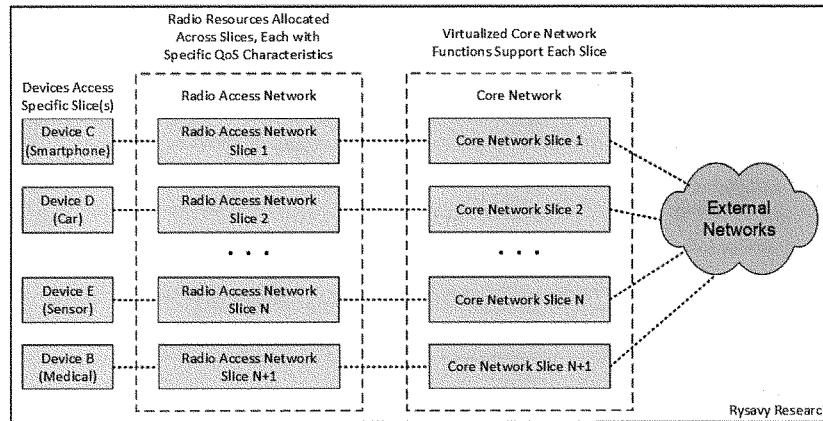 Radio Resources Allocated
Across Slices, Each with
Specific QoS Characteristics
Virtualized Core Network
Functions Support Each Slice
Devices Access
Specific Slice(s)
Radio Access Network
Core Network
Device C
(Smartphone)
Radio Access Network
Slice 1
Core Network Slice 1
Device D
(Car)
Radio Access Network
Slice 2
Core Network Slice 2
External
Networks
. . .
. . .
Device E
(Sensor)
Radio Access Network
Slice N
Core Network Slice N
Device B
(Medical)
Radio Access Network
Slice N+1
Core Network Slice N+1
Rysavy Researc